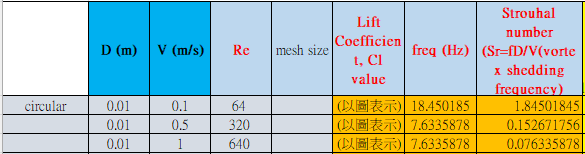 D (m) V (m/s) Re mesh size Lift Coefficien t, Cl value freq (Hz) Strouhal number (Sr=fD/V(vorte x shedding frequency)
circular 0.01 0.1 64 (以圖表示) 18.450185 1.84501845
0.01 0.5 320 (以圖表示) 7.6335878 0.152671756
0.01 1 640 (以圖表示) 7.6335878 0.076335878